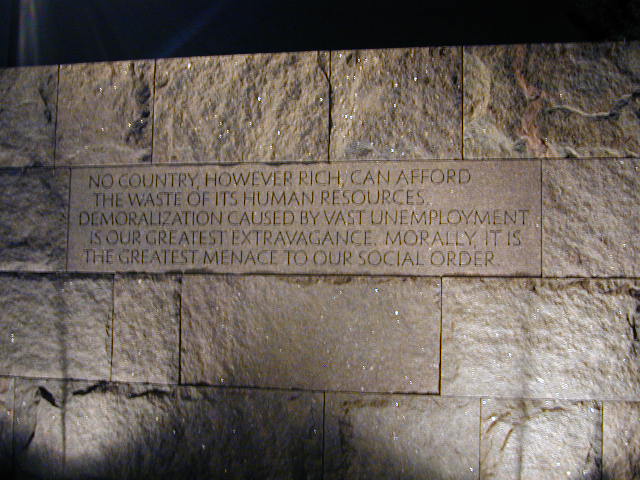 NO COUNTRY, HOWEVER RICH, CAN AFFORD
THE WASTE OF ITS HUMAN RESOURCES.
DEMORALIZATION CAUSED BY VAST UNEMPLOYMENT
IS OUR GREATEST EXTRAVAGANCE. MORALLY, IT IS
THE GREATEST MENACE TO OUR SOCIAL ORDER.